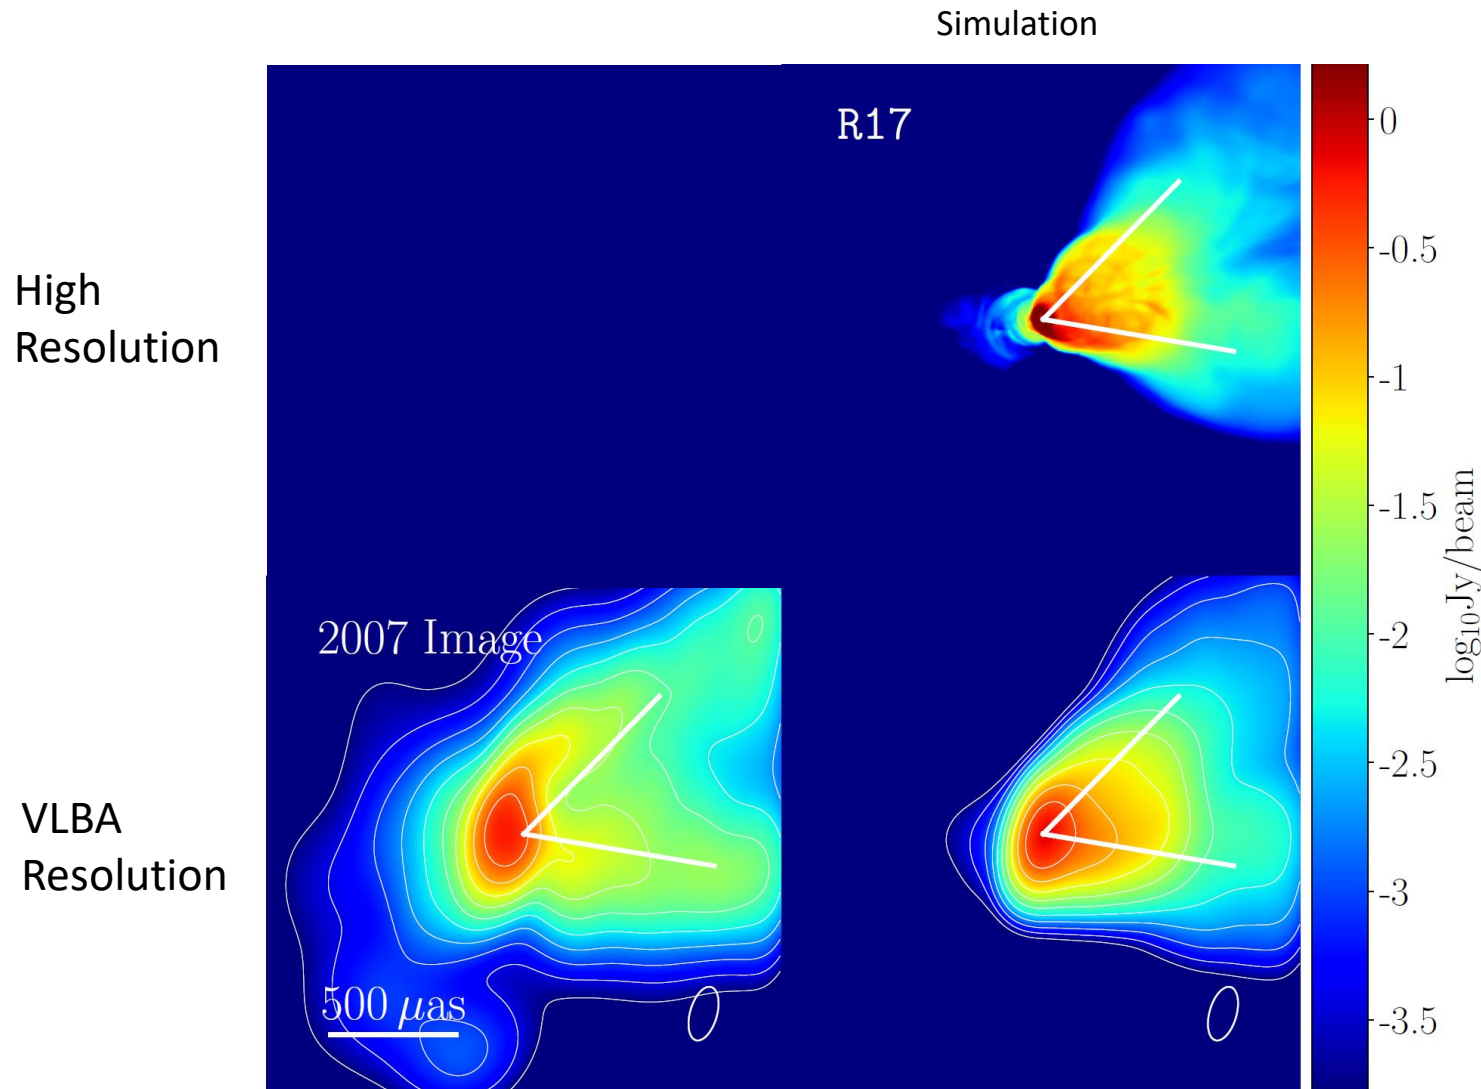 Simulation
R17
High
Resolution
0
-0.5
-1
-1.5
-2
-2.5
-3
-3.5
log₁₀Jy/beam
2007 Image
VLBA
Resolution
500 μas